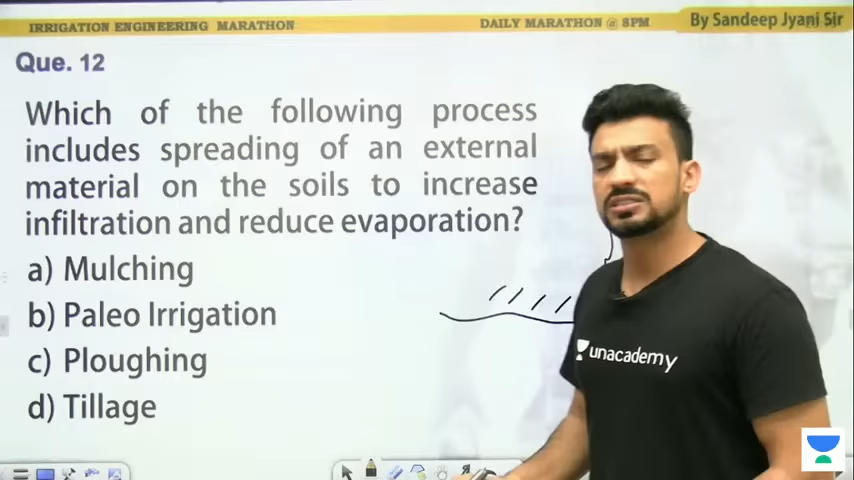 IRRIGATION ENGINEERING MARATHON
DAILY MARATHON @ 8PM
By Sandeep Jyani Sir
Que. 12
Which of the following process
includes spreading of an external
material on the soils to increase
infiltration and reduce evaporation?
a) Mulching
b) Paleo Irrigation
c) Ploughing
d) Tillage
unacademy